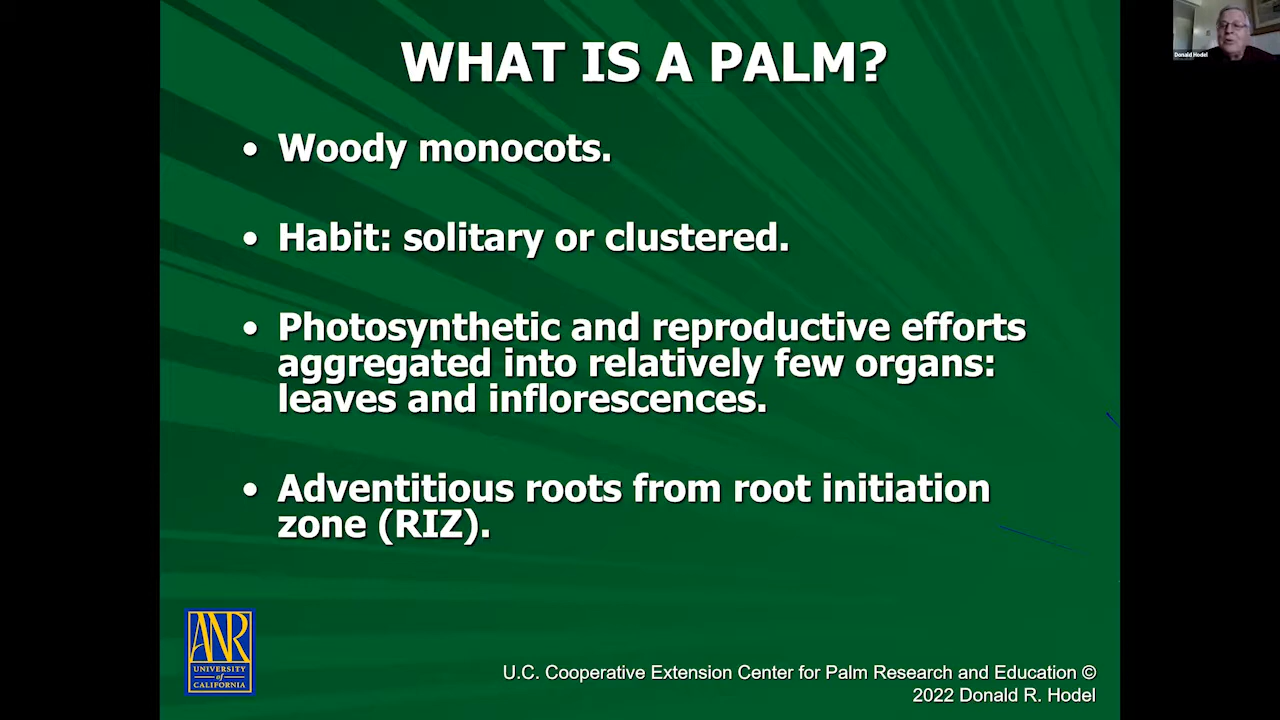 WHAT IS A PALM?
• Woody monocots.
• Habit: solitary or clustered.
• Photosynthetic and reproductive efforts
aggregated into relatively few organs:
leaves and inflorescences.
• Adventitious roots from root initiation
zone (RIZ).
ANR
UNIVERSITY
of
CALIFORNIA
U.C. Cooperative Extension Center for Palm Research and Education ©
2022 Donald R. Hodel
Donald Hodel